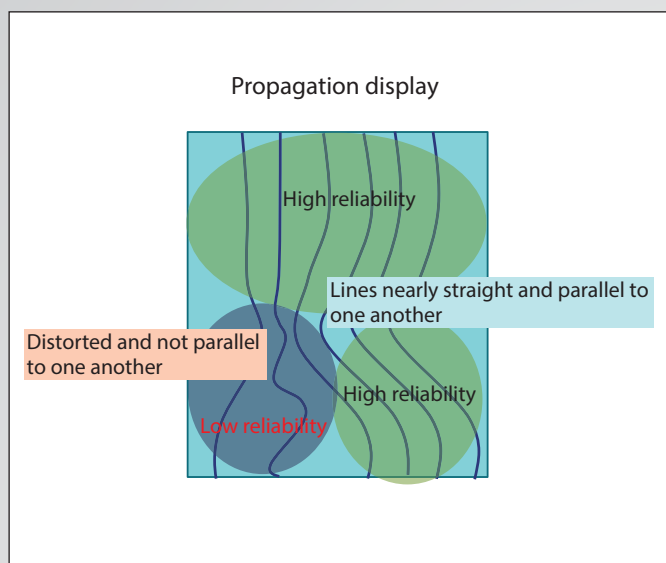 Propagation display
High reliability
Lines nearly straight and parallel to
one another
Distorted and not parallel
to one another
High reliability
Low reliability